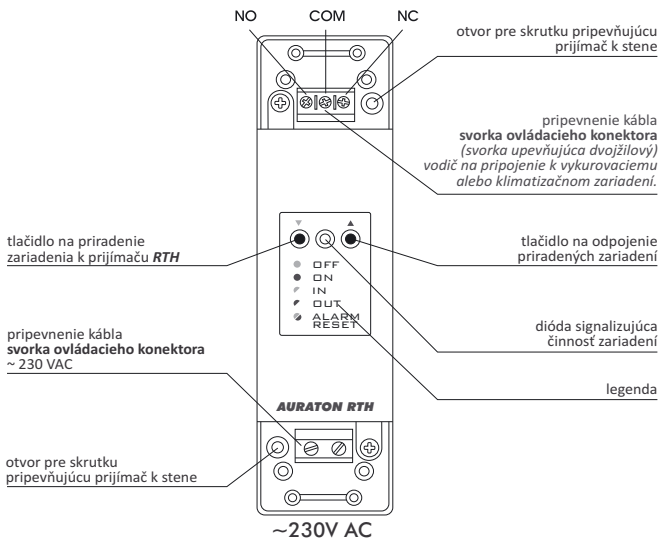 NO COM NC
otvor pre skrutku pripevňujúcu
prijímač k stene
pripevnenie kábla
svorka ovládacieho konektora
(svorka upevňujúca dvojžilový)
vodič na pripojenie k vykurovaciemu
alebo klimatizačnom zariadení.
tlačidlo na priradenie
zariadenia k prijímaču RTH
tlačidlo na odpojenie
priradených zariadení
OFF
ON
IN
OUT
ALARM
RESET
pripevnenie kábla
svorka ovládacieho konektora
~ 230 VAC
dióda signalizujúca
činnosť zariadení
legenda
AURATON RTH
otvor pre skrutku
pripevňujúcu prijímač k stene
~230V AC